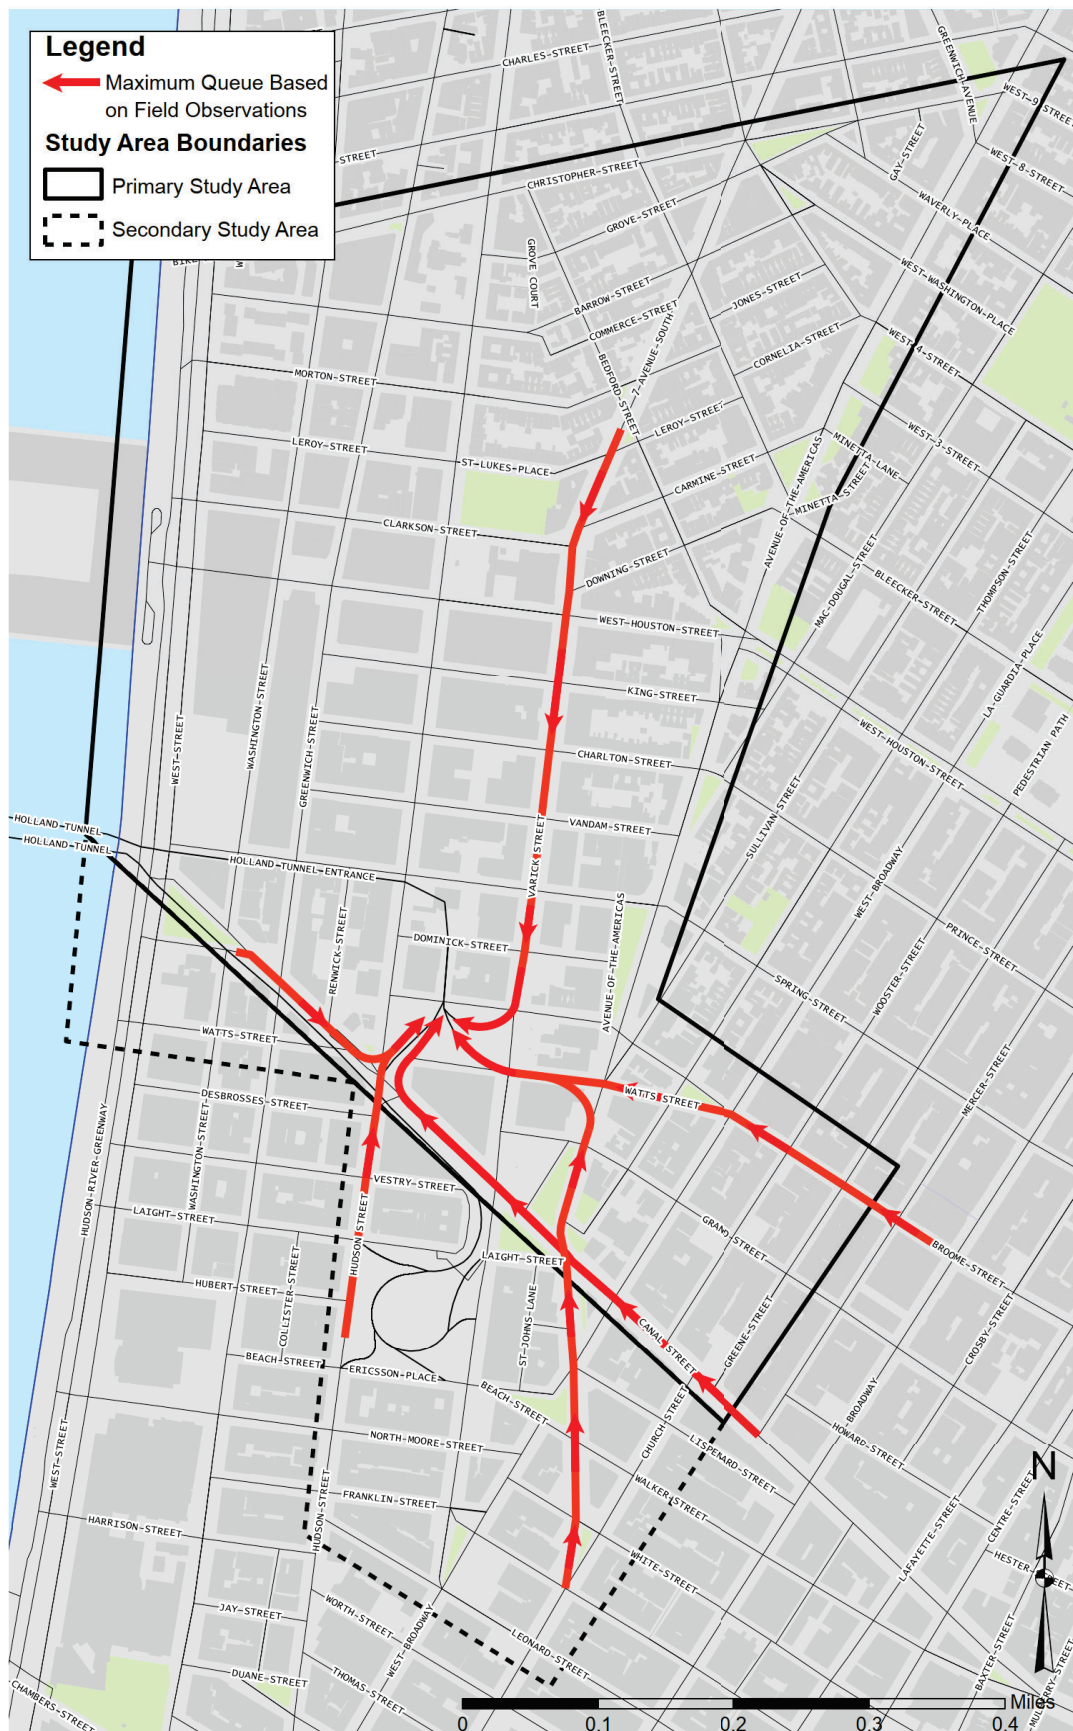 Legend
Maximum Queue Based
on Field Observations
Study Area Boundaries
Primary Study Area
Secondary Study Area
BLEECKER-STREET
CHARLES-STREET
GREENWICH-AVENUE
WEST-9-STREET
-STREET
GAY-STREET
WEST-8-STREET
CHRISTOPHER-STREET
WAVERLY-PLACE
GROVE-STREET
GROVE COURT
WEST-WASHINGTON-PLACE
BARROW-STREET
JONES-STREET
COMMERCE-STREET
7-AVENUE-SOUTH
CORNELIA-STREET
WEST-4-STREET
BEDFORD-STREET
MORTON-STREET
LEROY-STREET
LEROY-STREET
WEST-3-STREET
ST-LUKES-PLACE
CARMINE-STREET
AVENUE-OF-THE-AMERICAS
MINETTA-LANE
MINETTA-STREET
CLARKSON-STREET
DOWNING-STREET
MAC-DOUGAL-STREET
BLEECKER-STREET
THOMPSON-STREET
WEST-HOUSTON-STREET
LA-GUARDIA-PLACE
WASHINGTON-STREET
GREENWICH-STREET
WEST-STREET
KING-STREET
WEST-HOUSTON-STREET
PEDESTRIAN PATH
CHARLTON-STREET
SULLIVAN-STREET
HOLLAND TUNNEL
HOLLAND TUNNEL
VANDAM-STREET
VARICK-STREET
WEST-BROADWAY
HOLLAND TUNNEL ENTRANCE
AVENUE-OF-THE-AMERICAS
RENWICK-STREET
DOMINICK-STREET
PRINCE-STREET
SPRING-STREET
WOOSTER-STREET
WATTS-STREET
MERCER-STREET
WATTS-STREET
DESBROSSES-STREET
HUDSON-RIVER-GREENWAY
WASHINGTON-STREET
VESTRY-STREET
LAIGHT-STREET
HUDSON-STREET
GRAND-STREET
BROOME-STREET
LAIGHT-STREET
HUBERT-STREET
COLLISTER-STREET
ST-JOHNS-LANE
CANAL-STREET
GREENE-STREET
CROSBY-STREET
BEACH-STREET
ERICSSON-PLACE
BEACH-STREET
CHURCH-STREET
BROADWAY
HOWARD-STREET
WEST-STREET
NORTH-MOORE-STREET
LISPENARD-STREET
WALKER-STREET
FRANKLIN-STREET
HUDSON-STREET
HARRISON-STREET
WHITE-STREET
LAFAYETTE-STREET
CENTRE-STREET
N
JAY-STREET
WORTH-STREET
WEST-BROADWAY
LEONARD-STREET
DUANE-STREET
THOMAS-STREET
CHAMBERS-STREET
BAXTER-STREET
Miles
0 0.1 0.2 0.3 0.4